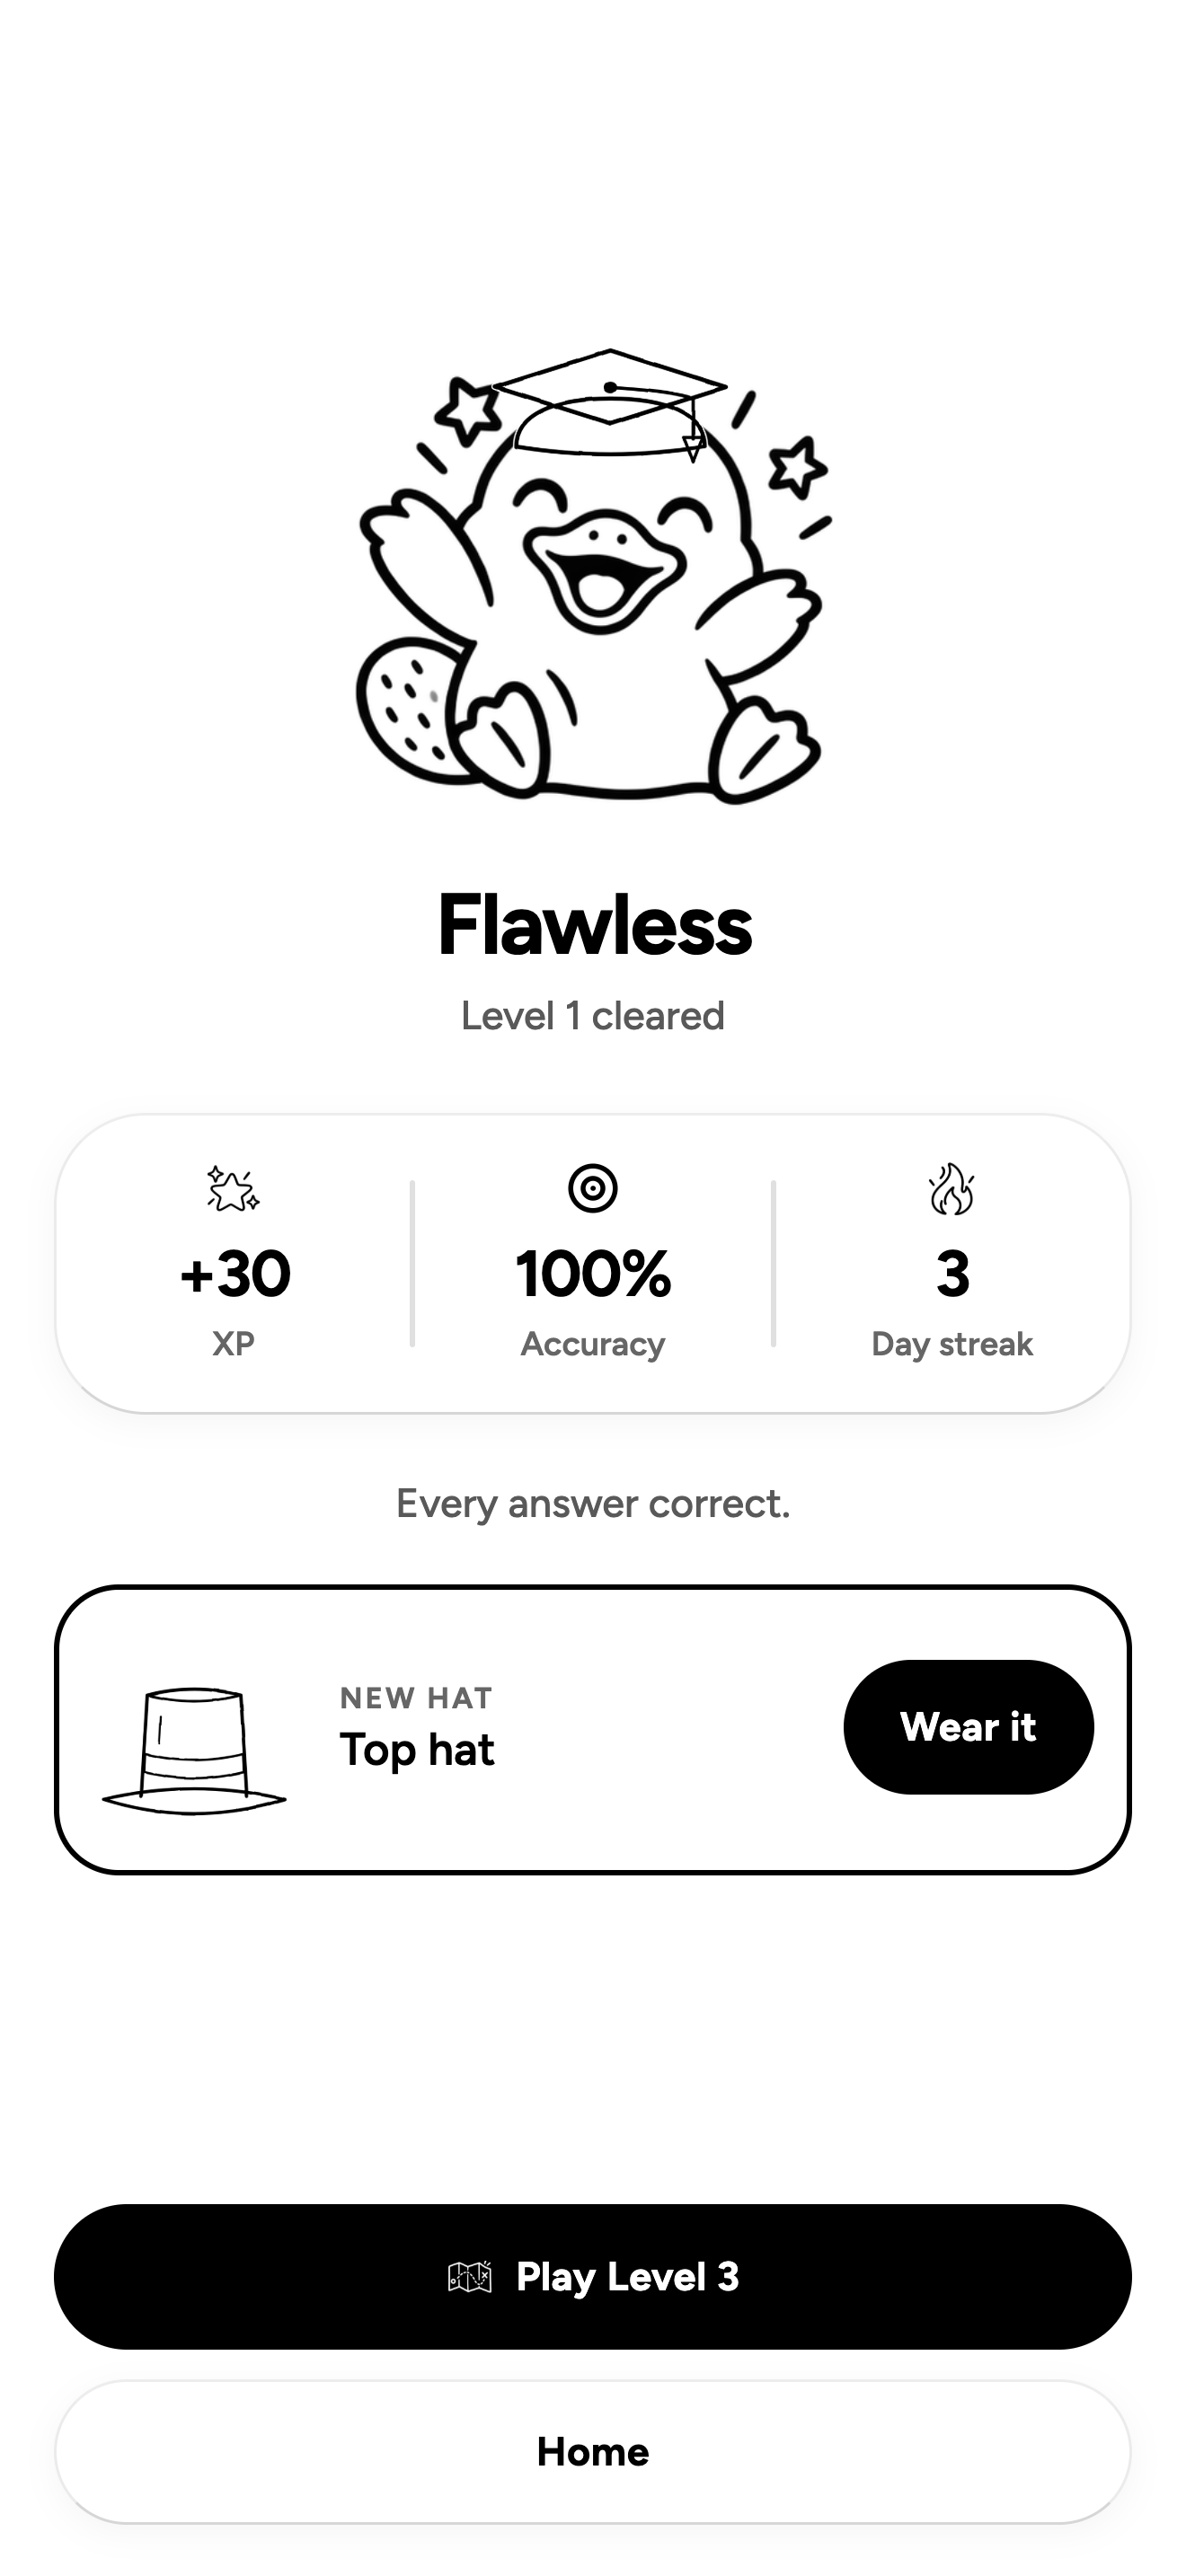 Flawless
Level 1 cleared
+30
XP
100%
Accuracy
3
Day streak
Every answer correct.
NEW HAT
Top hat
Wear it
Play Level 3
Home